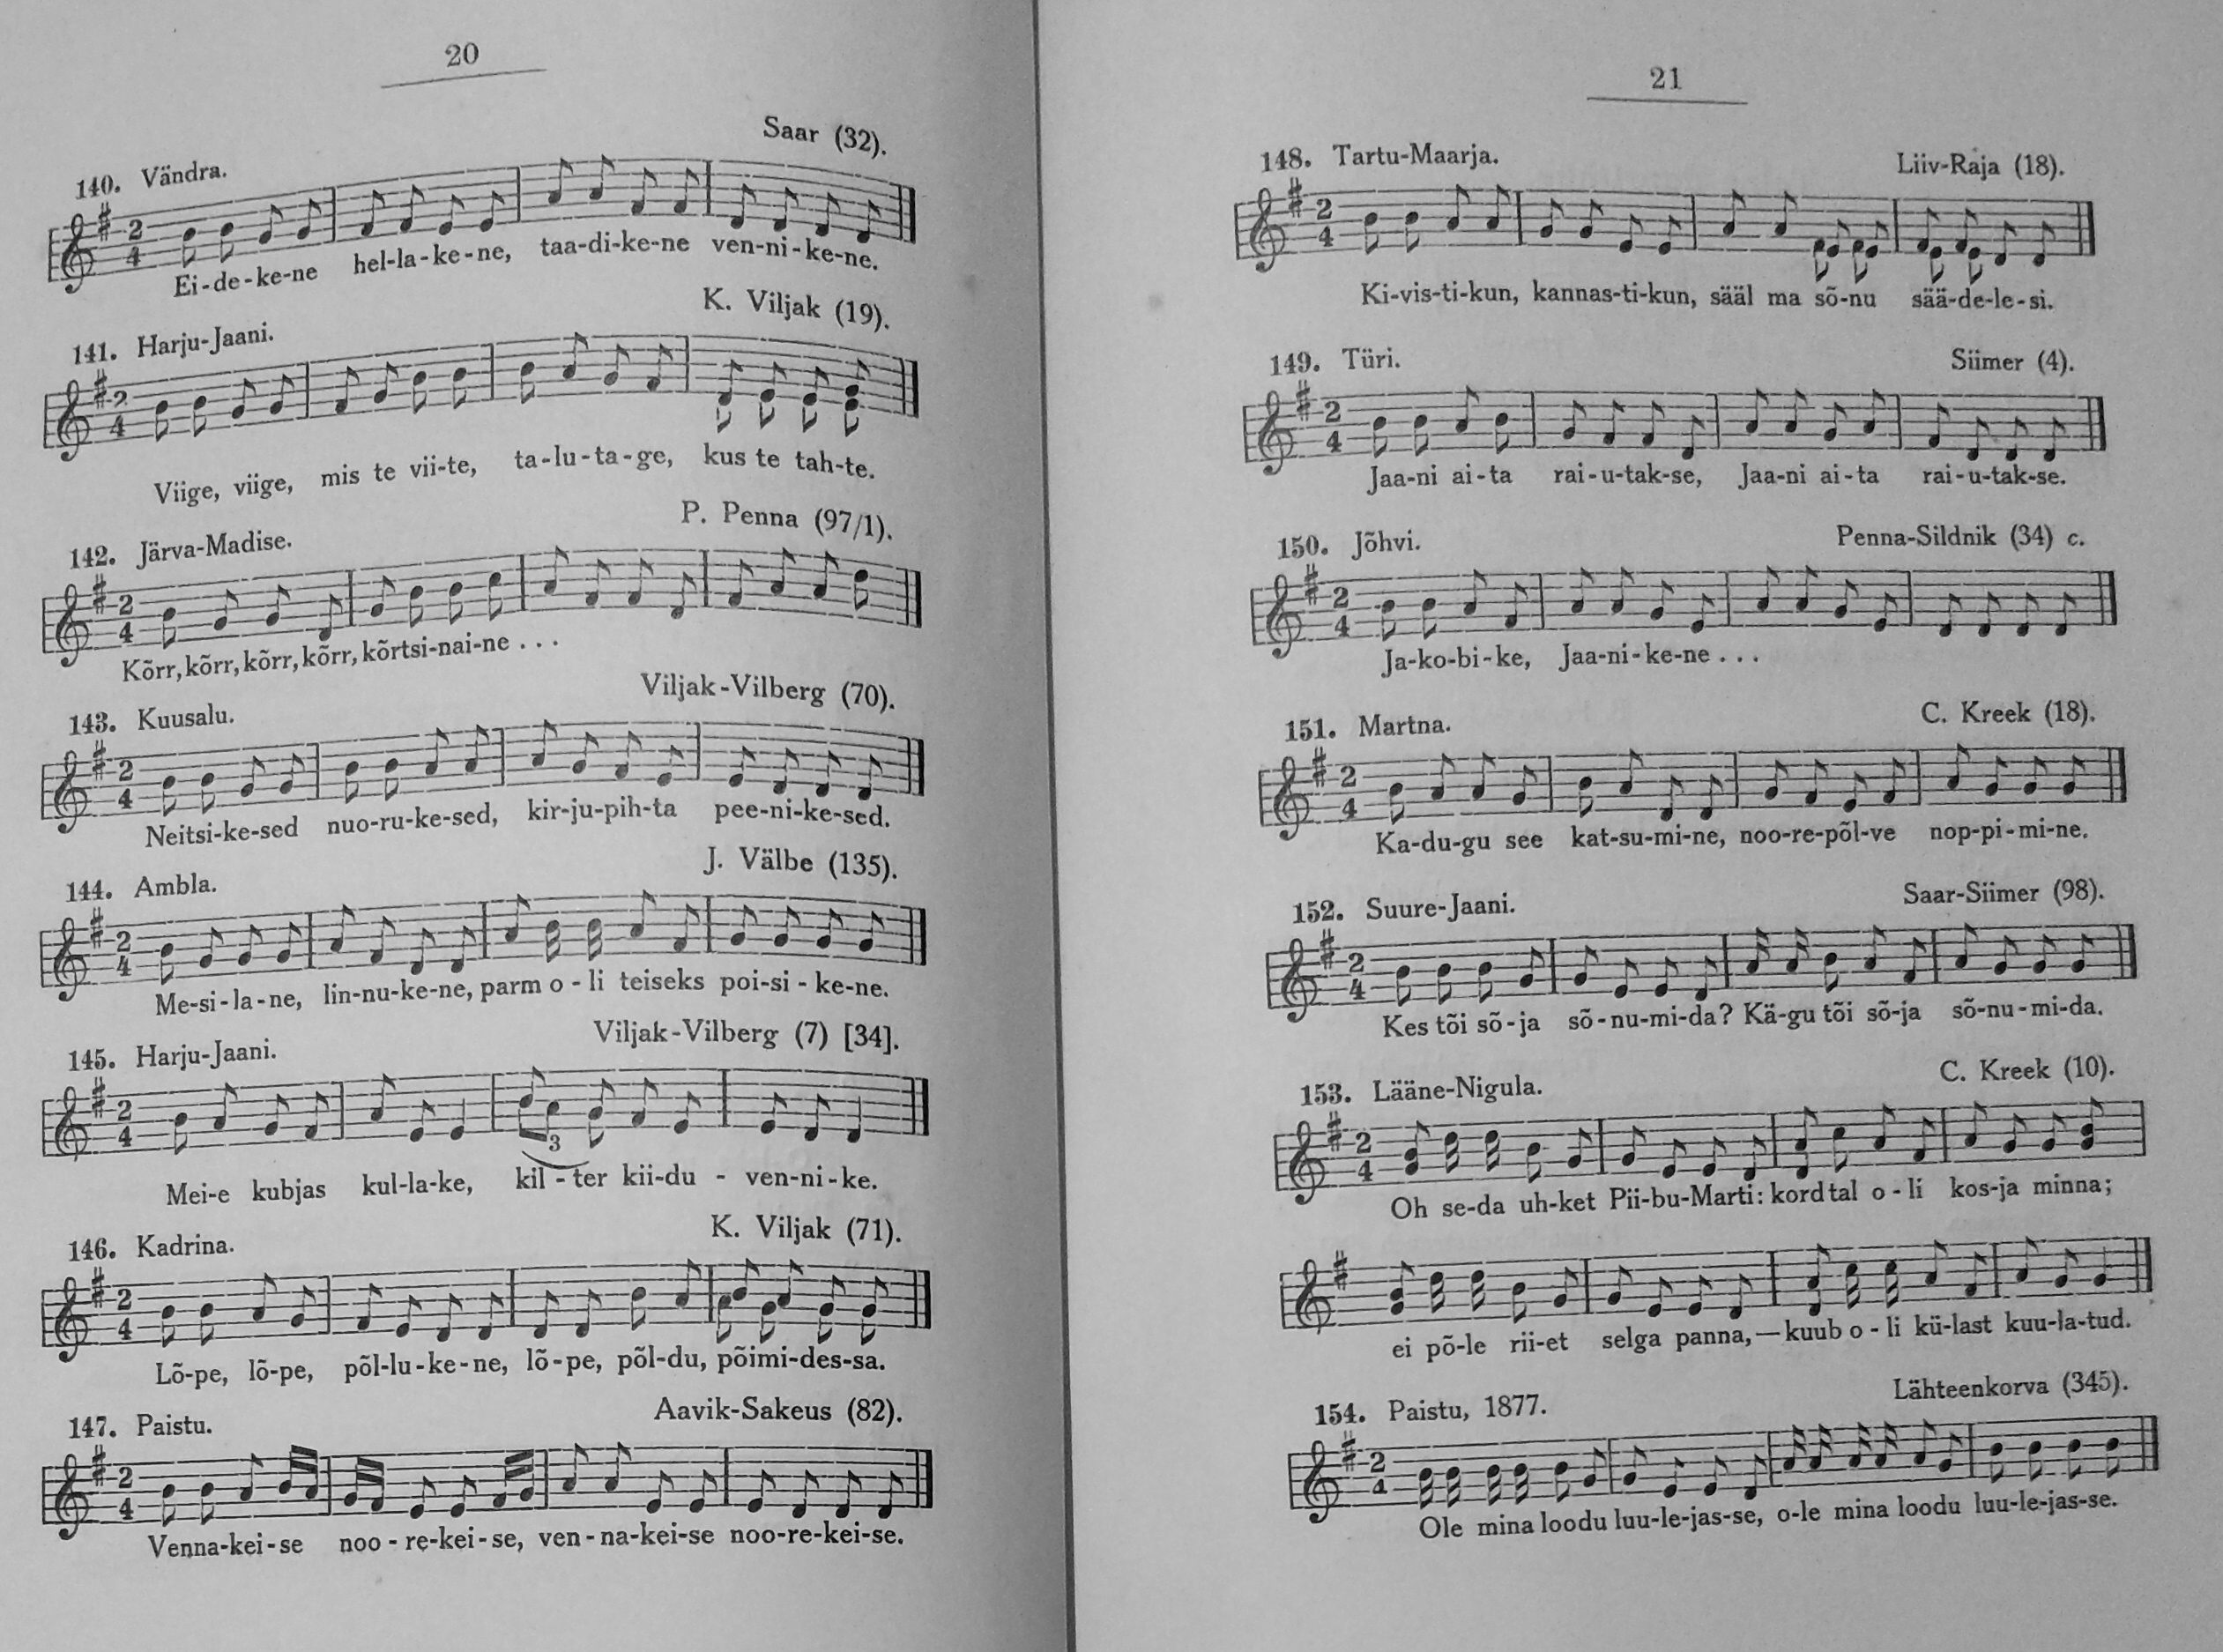 20
Saar (32).
140. Vändra.
2
4
Ei-de-ke-ne hel-la-ke-ne, taa-di-ke-ne ven-ni-ke-ne.
K. Viljak (19).
141. Harju-Jaani.
2
4
Viige, viige, mis te vii-te, ta-lu-ta-ge, kus te tah-te.
P. Penna (97/1).
142. Järva-Madise.
2
4
Kõrr, kõrr, kõrr, kõrr, kõrtsi-nai-ne . . .
Viljak-Vilberg (70).
143. Kuusalu.
2
4
Neitsi-ke-sed nuo-ru-ke-sed, kir-ju-pih-ta pee-ni-ke-sed.
J. Välbe (135).
144. Ambla.
2
4
Me-si-la-ne, lin-nu-ke-ne, parm o-li teiseks poi-si-ke-ne.
Viljak-Vilberg (7) [34].
145. Harju-Jaani.
2
4
3
Mei-e kubjas kul-la-ke, kil-ter kii-du - ven-ni-ke.
K. Viljak (71).
146. Kadrina.
2
4
Lõ-pe, lõ-pe, põl-lu-ke-ne, lõ-pe, põl-du, põimi-des-sa.
Aavik-Sakeus (82).
147. Paistu.
2
4
Venna-kei-se noo-re-kei-se, ven-na-kei-se noo-re-kei-se.
21
148. Tartu-Maarja. Liiv-Raja (18).
2
4
Ki-vis-ti-kun, kannas-ti-kun, sääl ma sõ-nu sää-de-le-si.
149. Türi. Siimer (4).
2
4
Jaa-ni ai-ta rai-u-tak-se, Jaa-ni ai-ta rai-u-tak-se.
150. Jõhvi. Penna-Sildnik (34) c.
2
4
Ja-ko-bi-ke, Jaa-ni-ke-ne . . .
151. Martna. C. Kreek (18).
2
4
Ka-du-gu see kat-su-mi-ne, noo-re-põl-ve nop-pi-mi-ne.
152. Suure-Jaani. Saar-Siimer (98).
2
4
Kes tõi sõ-ja sõ-nu-mi-da? Kä-gu tõi sõ-ja sõ-nu-mi-da.
153. Lääne-Nigula. C. Kreek (10).
2
4
Oh se-da uh-ket Pii-bu-Marti: kord tal o-li kos-ja minna;
ei põ-le rii-et selga panna,—kuub o-li kü-last kuu-la-tud.
154. Paistu, 1877. Lähteenkorva (345).
2
4
Ole mina loodu luu-le-jas-se, o-le mina loodu luu-le-jas-se.